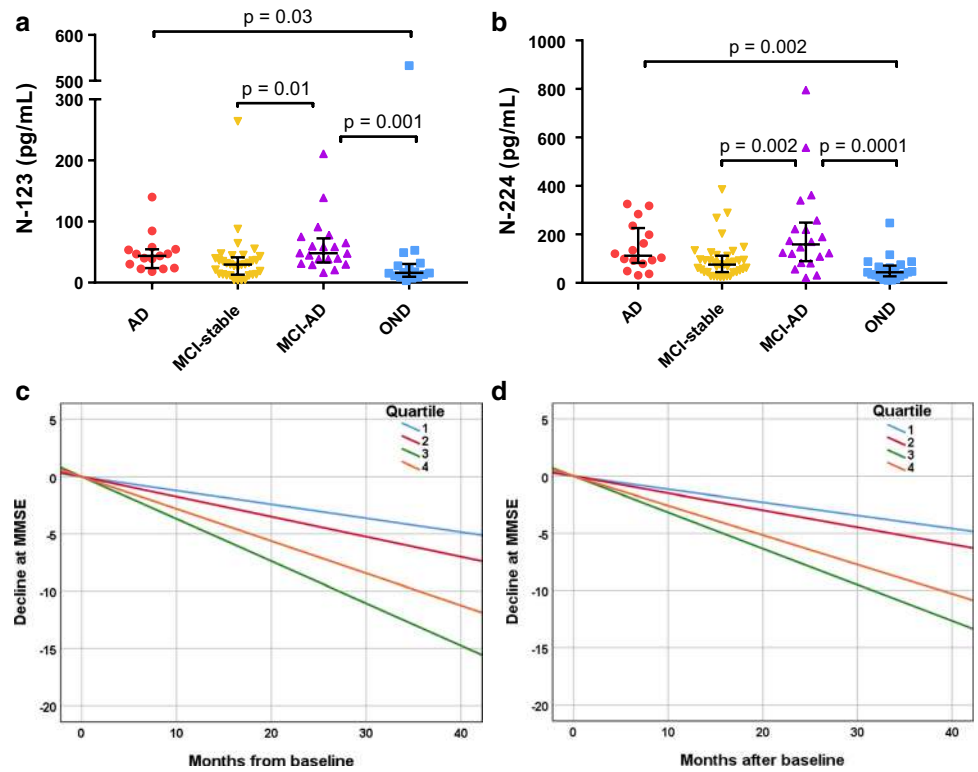 a
p = 0.03
600
500
300
200
100
0
N-123 (pg/mL)
p = 0.01
p = 0.001
AD
MCI-stable
MCI-AD
OND
b
1000
800
600
400
200
0
N-224 (pg/mL)
p = 0.002
p = 0.002
p = 0.0001
AD
MCI-stable
MCI-AD
OND
c
Quartile
1
2
3
4
5
0
-5
-10
-15
-20
Decline at MMSE
0
10
20
30
40
Months from baseline
d
Quartile
1
2
3
4
5
0
-5
-10
-15
-20
Decline at MMSE
0
10
20
30
40
Months after baseline